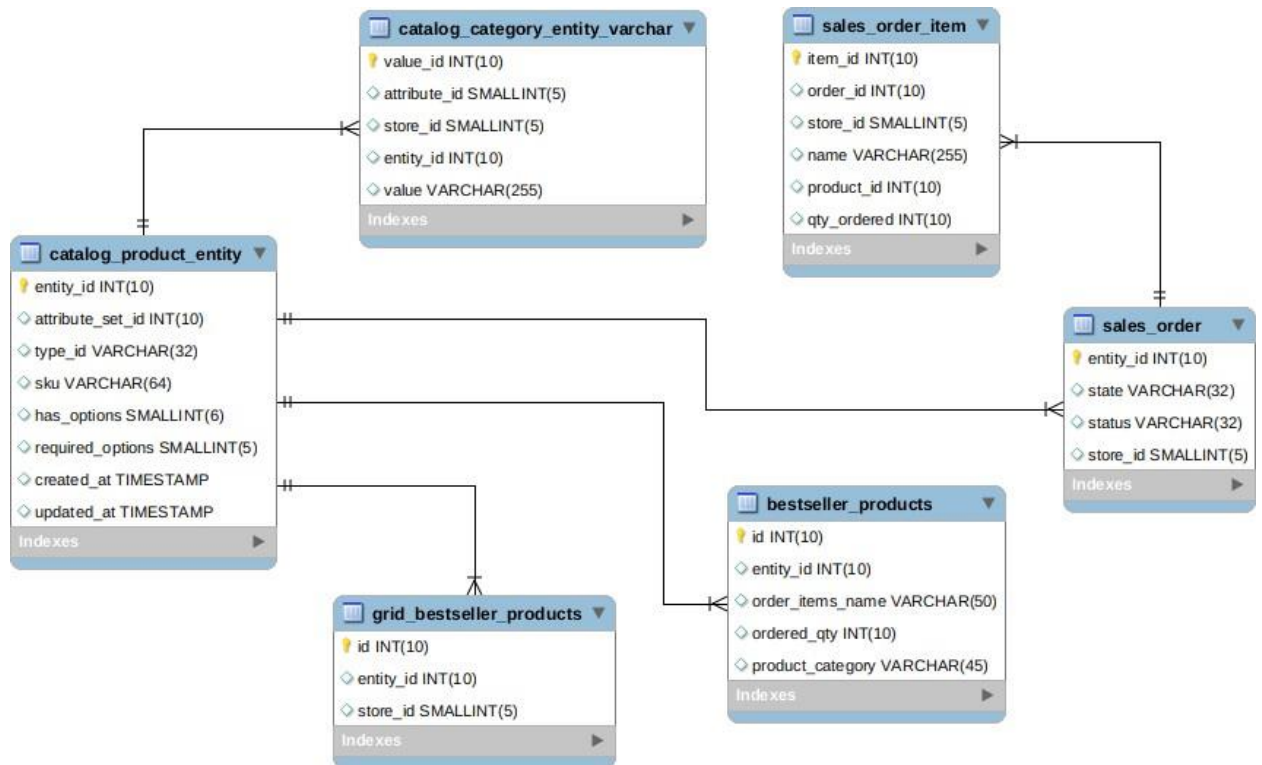 catalog_category_entity_varchar
value_id INT(10)
attribute_id SMALLINT(5)
store_id SMALLINT(5)
entity_id INT(10)
value VARCHAR(255)
Indexes
sales_order_item
item_id INT(10)
order_id INT(10)
store_id SMALLINT(5)
name VARCHAR(255)
product_id INT(10)
qty_ordered INT(10)
Indexes
catalog_product_entity
entity_id INT(10)
attribute_set_id INT(10)
type_id VARCHAR(32)
sku VARCHAR(64)
has_options SMALLINT(6)
required_options SMALLINT(5)
created_at TIMESTAMP
updated_at TIMESTAMP
Indexes
sales_order
entity_id INT(10)
state VARCHAR(32)
status VARCHAR(32)
store_id SMALLINT(5)
Indexes
bestseller_products
id INT(10)
entity_id INT(10)
order_items_name VARCHAR(50)
ordered_qty INT(10)
product_category VARCHAR(45)
Indexes
grid_bestseller_products
id INT(10)
entity_id INT(10)
store_id SMALLINT(5)
Indexes